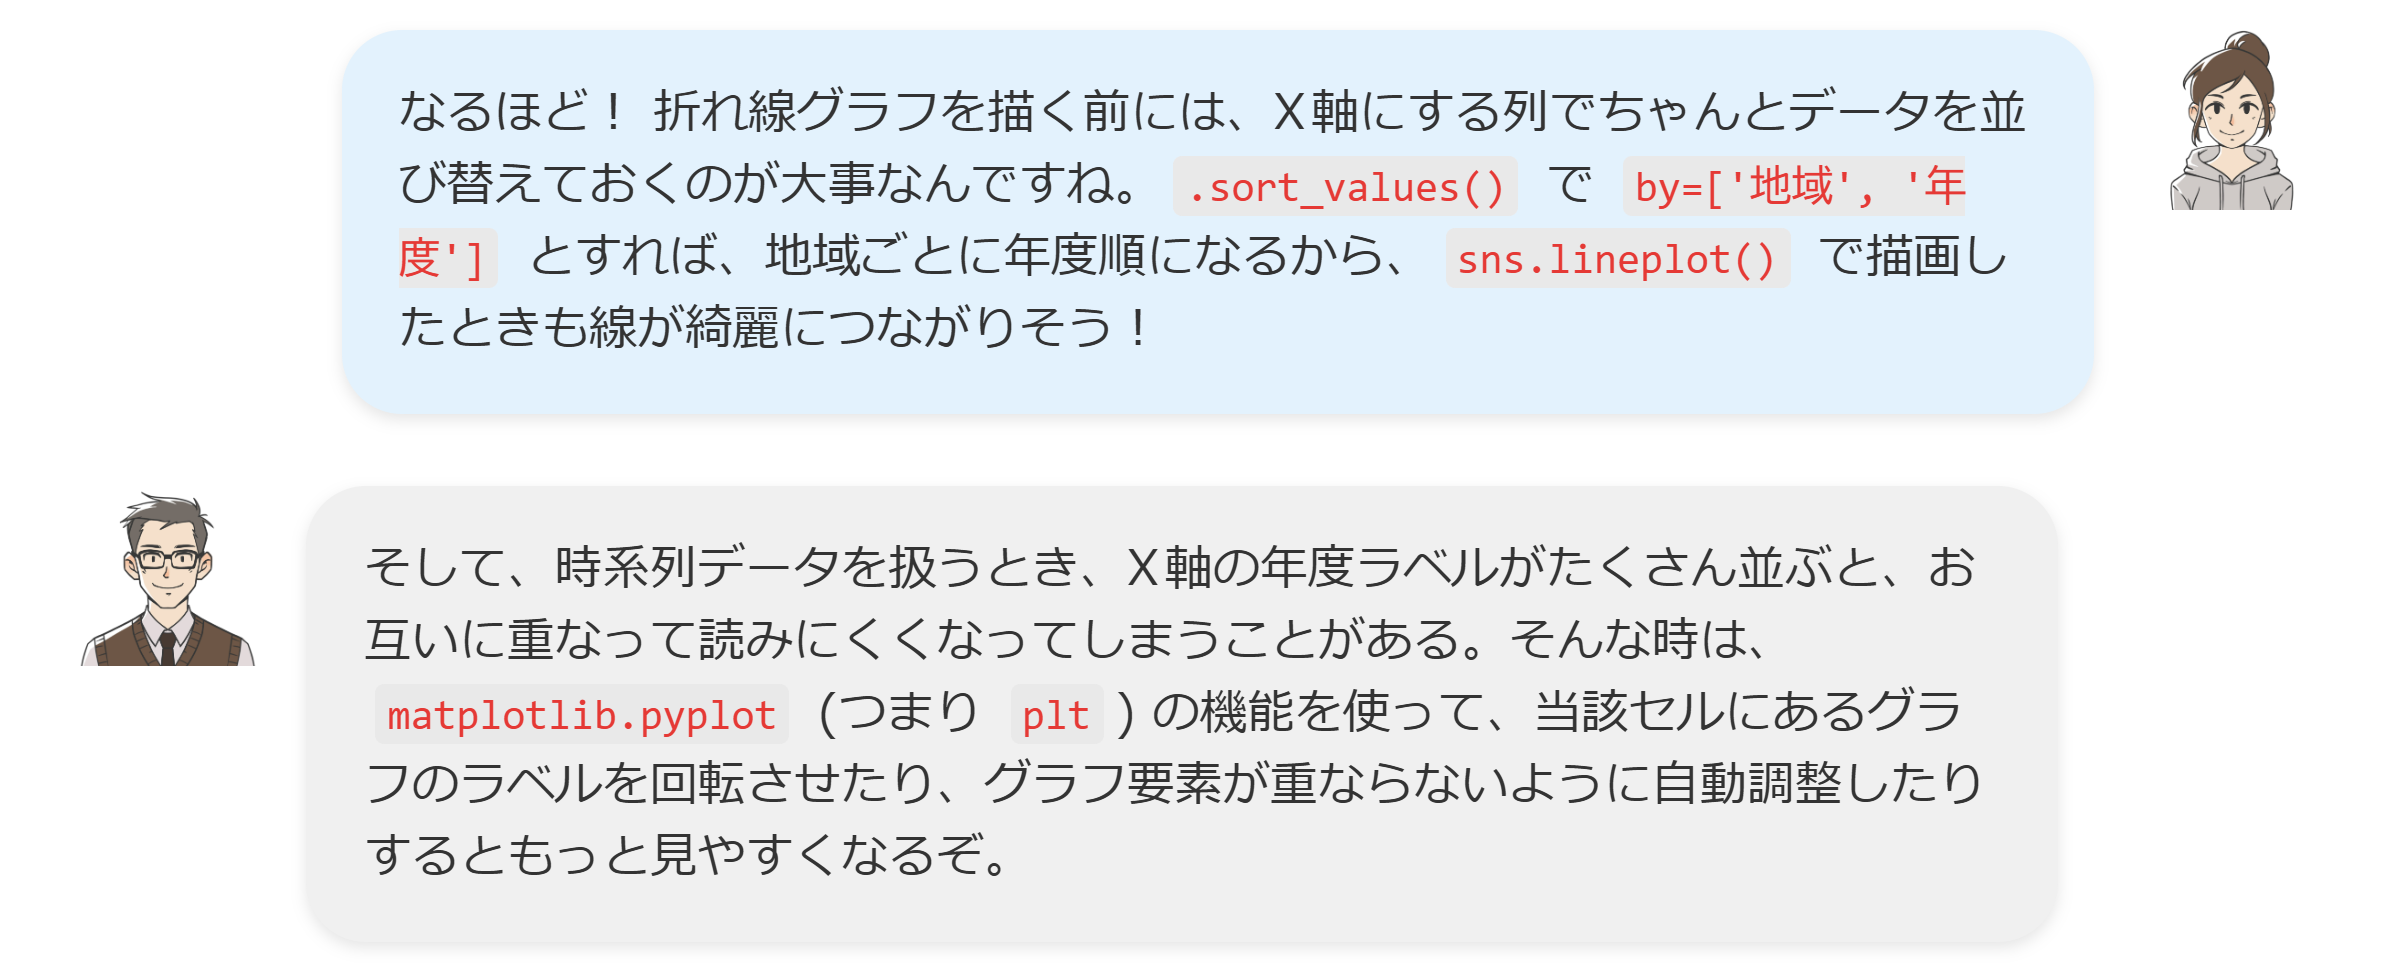 なるほど！ 折れ線グラフを描く前には、X軸にする列でちゃんとデータを並
び替えておくのが大事なんですね。 .sort_values() で by=['地域', '年
度'] とすれば、地域ごとに年度順になるから、 sns.lineplot() で描画し
たときも線が綺麗につながりそう！
そして、時系列データを扱うとき、X軸の年度ラベルがたくさん並ぶと、お
互いに重なって読みにくくなってしまうことがある。そんな時は、
matplotlib.pyplot (つまり plt ) の機能を使って、当該セルにあるグラ
フのラベルを回転させたり、グラフ要素が重ならないように自動調整したり
するともっと見やすくなるぞ。